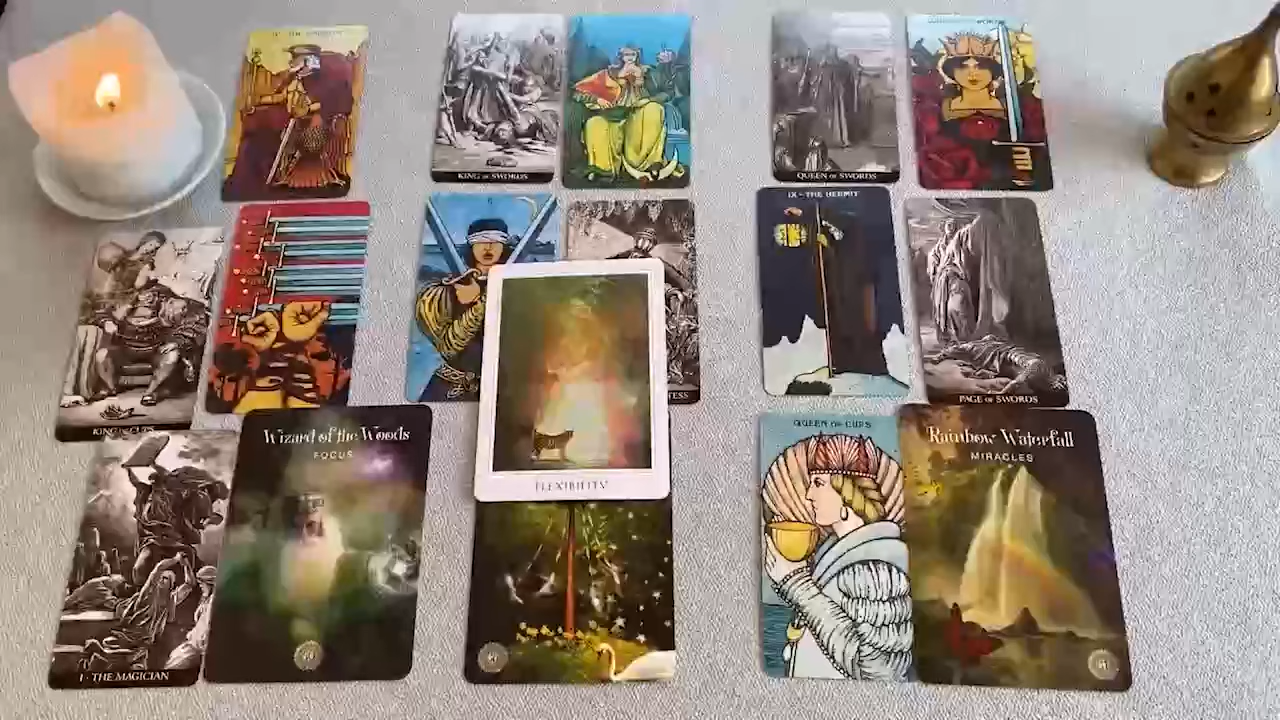 KING OF SWORDS
QUEEN OF SWORDS
IX • THE HERMIT
KING OF CUPS
PAGE OF SWORDS
QUEEN OF CUPS
Wizard of the Woods
FOCUS
Rainbow Waterfall
MIRACLES
FLEXIBILITY
I • THE MAGICIAN